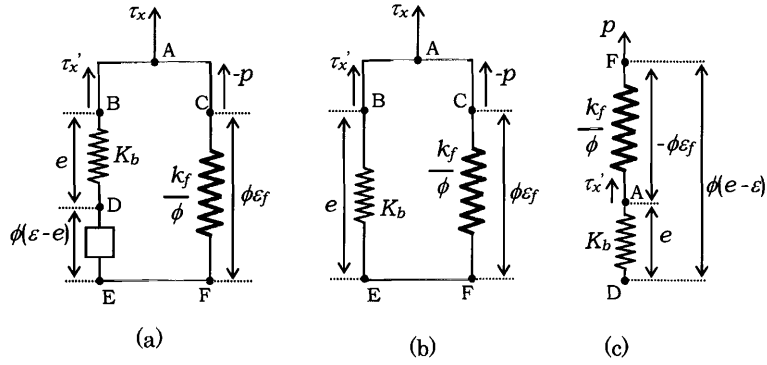 τx
A
τx'
-p
B
C
e
Kb
kf/ϕ
ϕεf
D
ϕ(ε-e)
E
F
(a)
τx
A
τx'
-p
B
C
e
Kb
kf/ϕ
ϕεf
E
F
(b)
p
F
kf/ϕ
-ϕεf
τx'
A
ϕ(e-ε)
Kb
e
D
(c)